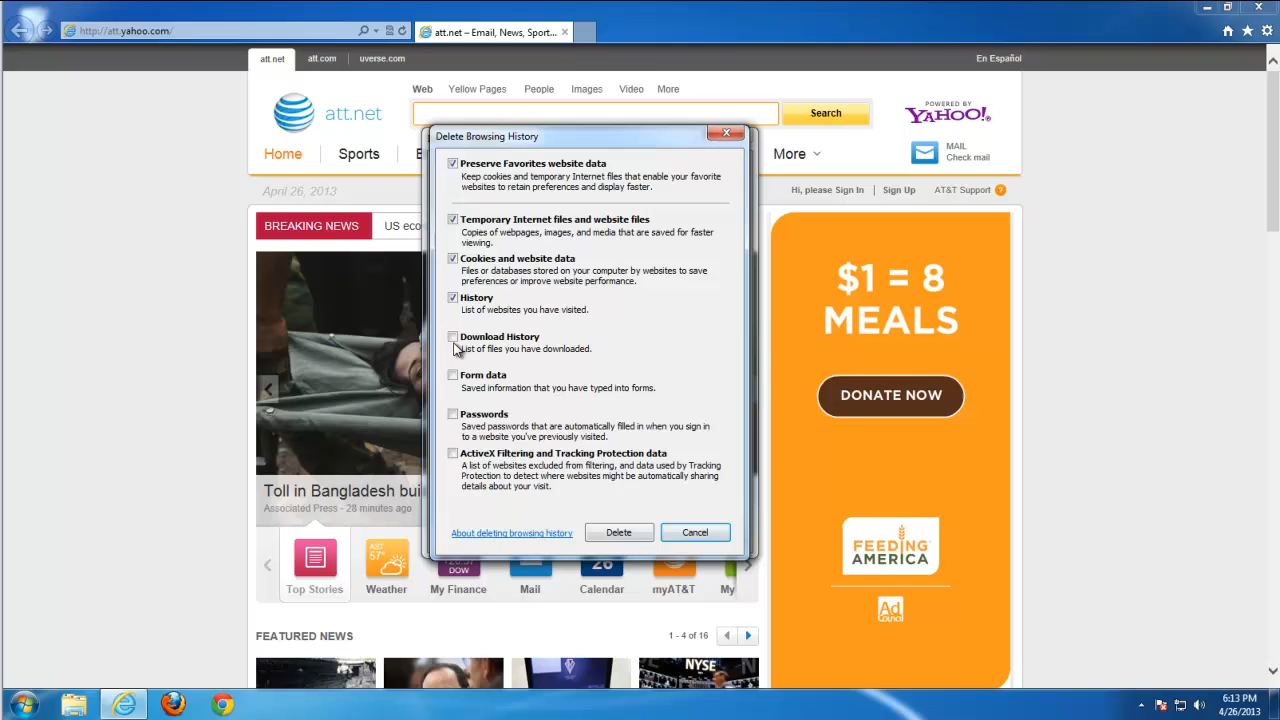 http://att.yahoo.com/
att.net – Email, News, Sport...
att.net
att.com
uverse.com
En Español
Web
Yellow Pages
People
Images
Video
More
att.net
Search
POWERED BY
YAHOO!
Home
Sports
More
MAIL
Check mail
April 26, 2013
Hi, please Sign In
Sign Up
AT&T Support
?
BREAKING NEWS
US eco
Delete Browsing History
Preserve Favorites website data
Keep cookies and temporary Internet files that enable your favorite
websites to retain preferences and display faster.
Temporary Internet files and website files
Copies of webpages, images, and media that are saved for faster
viewing.
Cookies and website data
Files or databases stored on your computer by websites to save
preferences or improve website performance.
History
List of websites you have visited.
Download History
List of files you have downloaded.
Form data
Saved information that you have typed into forms.
Passwords
Saved passwords that are automatically filled in when you sign in
to a website you've previously visited.
ActiveX Filtering and Tracking Protection data
A list of websites excluded from filtering, and data used by Tracking
Protection to detect where websites might be automatically sharing
details about your visit.
About deleting browsing history
Delete
Cancel
$1 = 8
MEALS
DONATE NOW
FEEDING
AMERICA
Ad
Council
Toll in Bangladesh bui
Associated Press - 28 minutes ago
AST
57°
DOW
26
Top Stories
Weather
My Finance
Mail
Calendar
myAT&T
My
FEATURED NEWS
1 - 4 of 16
NYSE
6:13 PM
4/26/2013